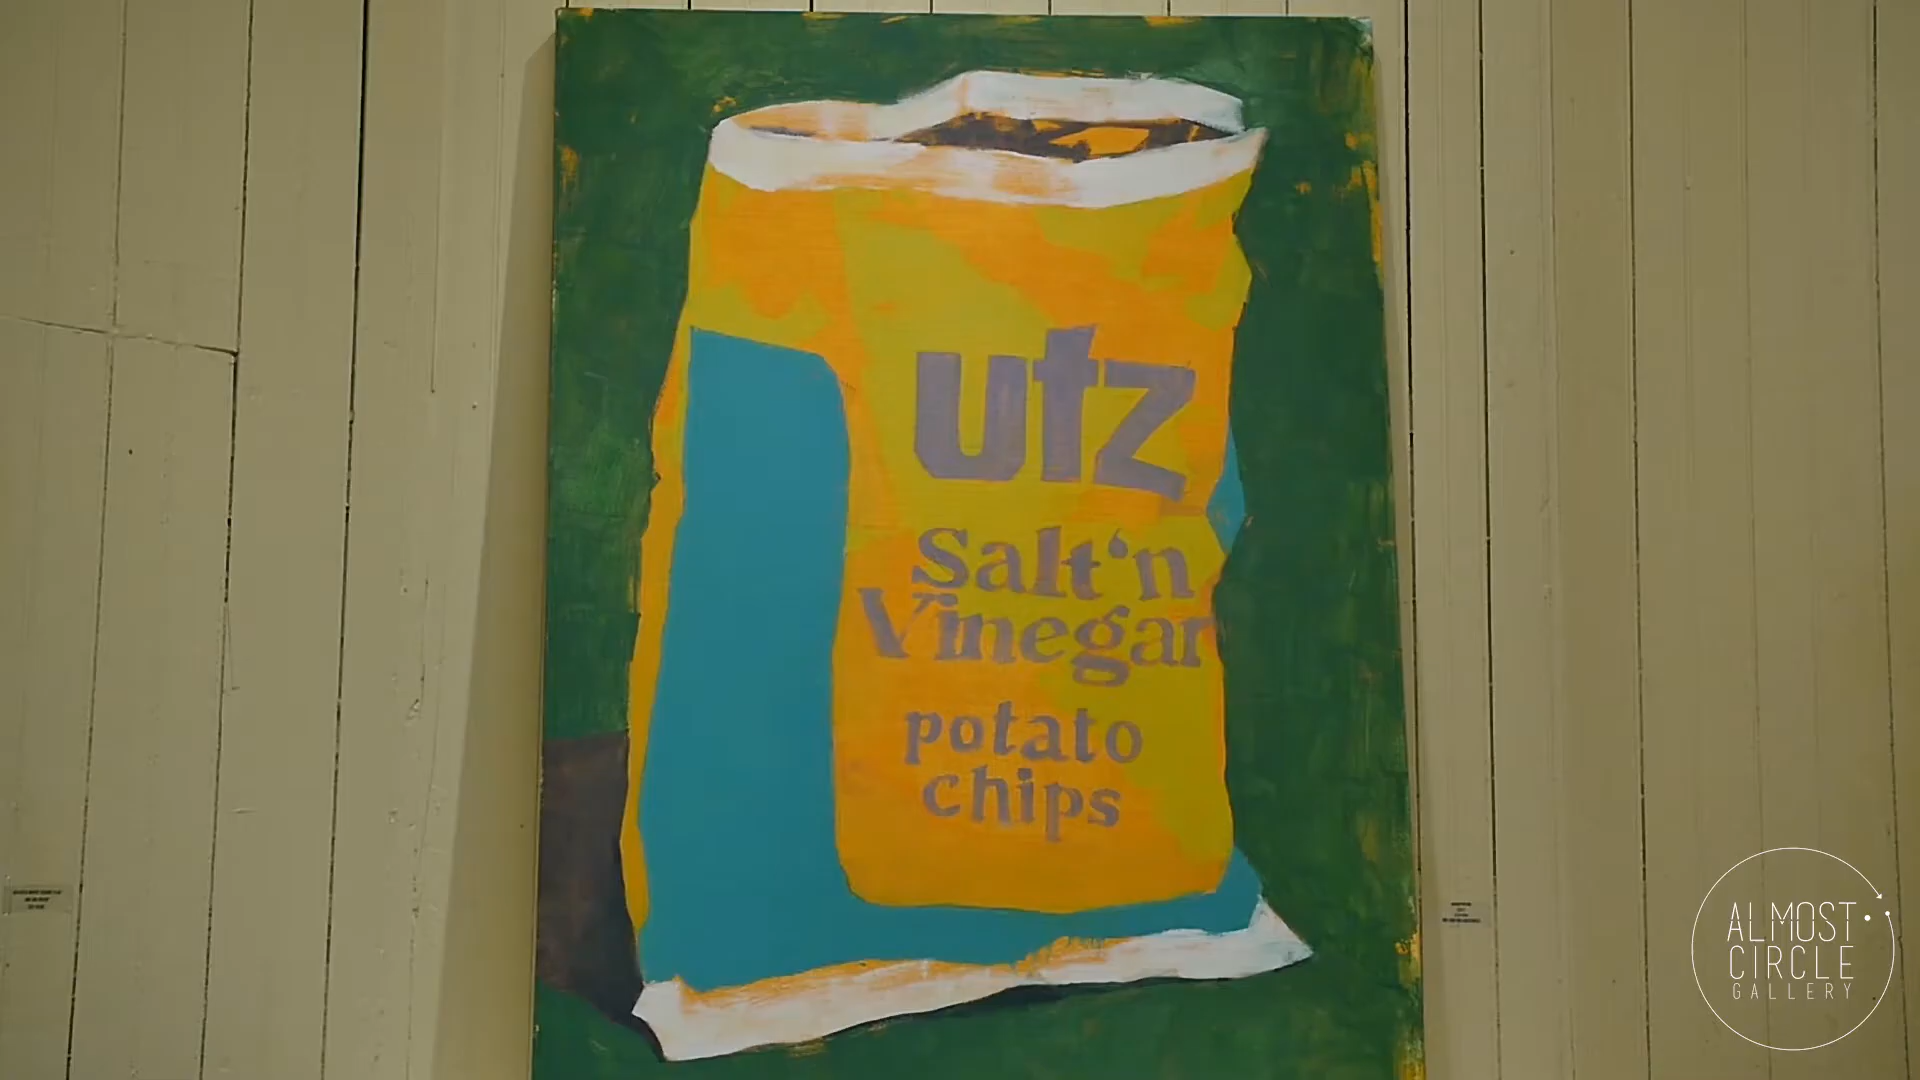 utz
Salt'n
Vinegar
potato
chips
ALMOST
CIRCLE
GALLERY